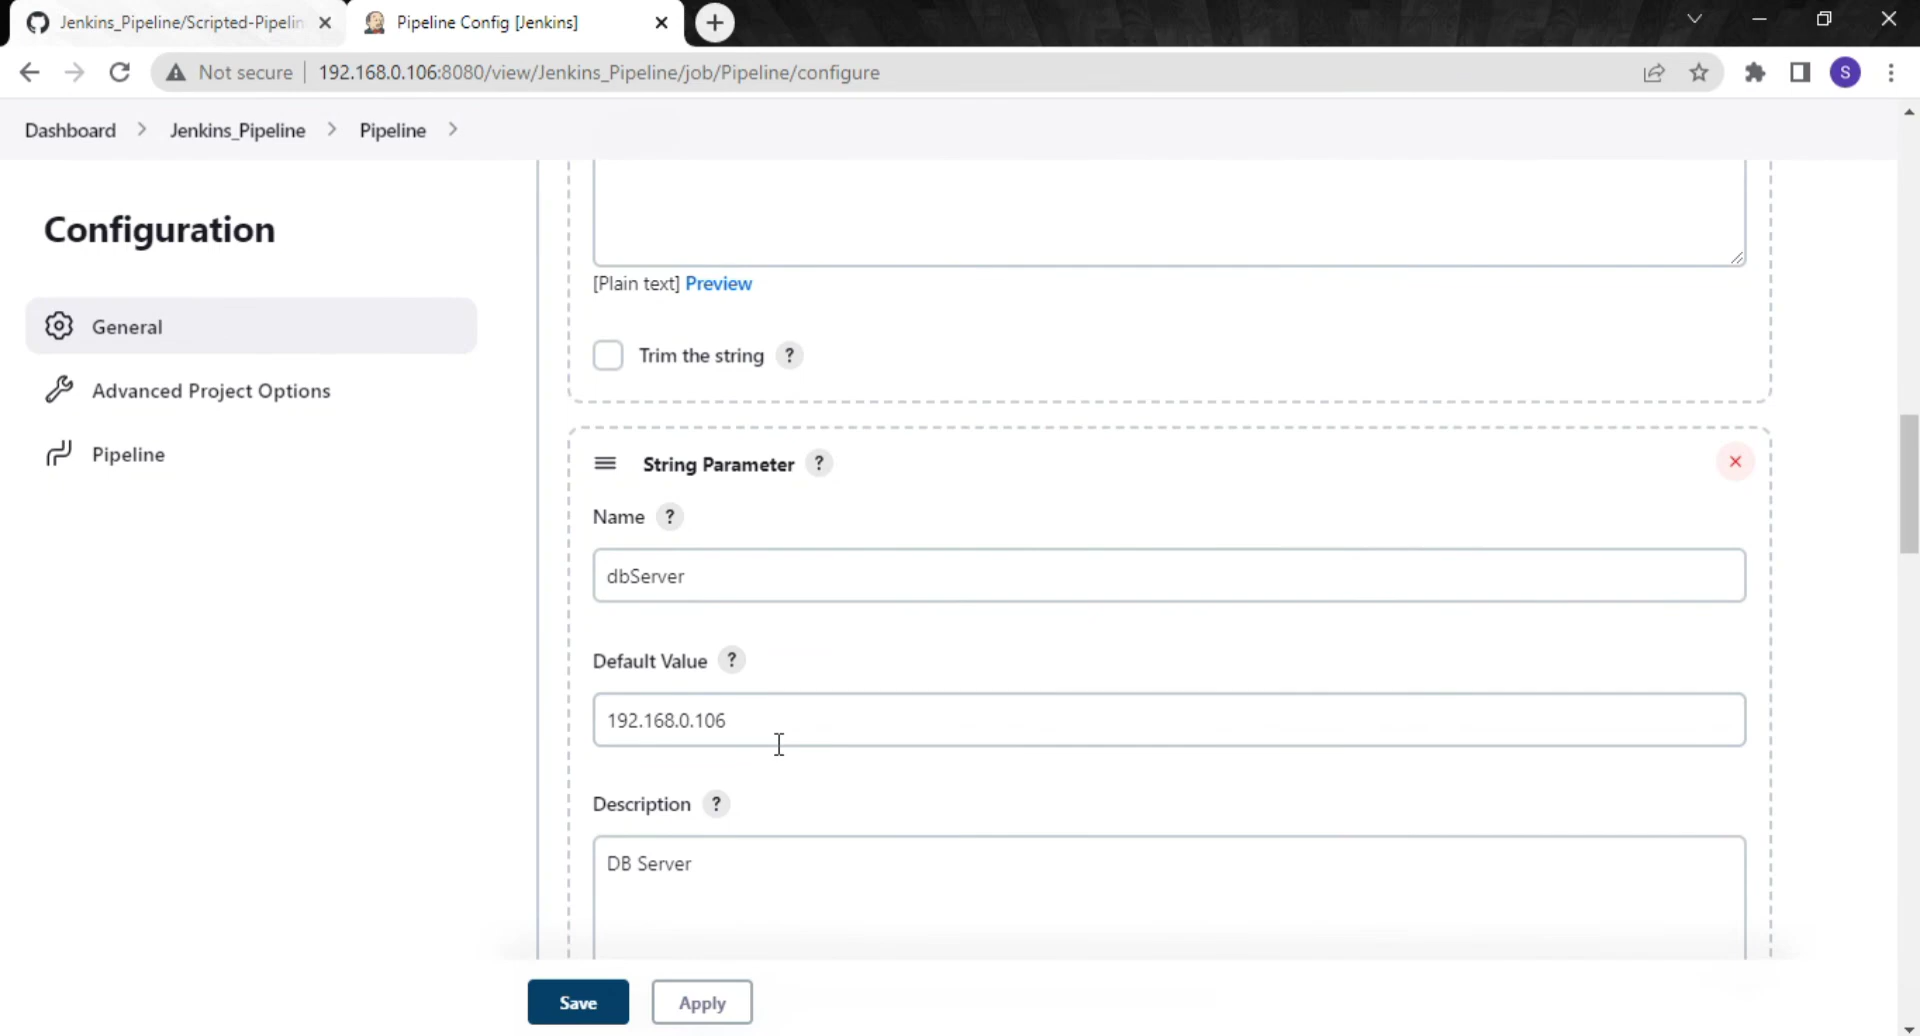 Jenkins_Pipeline/Scripted-Pipelin
Pipeline Config [Jenkins]
Not secure
192.168.0.106:8080/view/Jenkins_Pipeline/job/Pipeline/configure
S
Dashboard
Jenkins_Pipeline
Pipeline
Configuration
General
Advanced Project Options
Pipeline
[Plain text] Preview
Trim the string ?
String Parameter ?
Name ?
dbServer
Default Value ?
192.168.0.106
Description ?
DB Server
Save
Apply